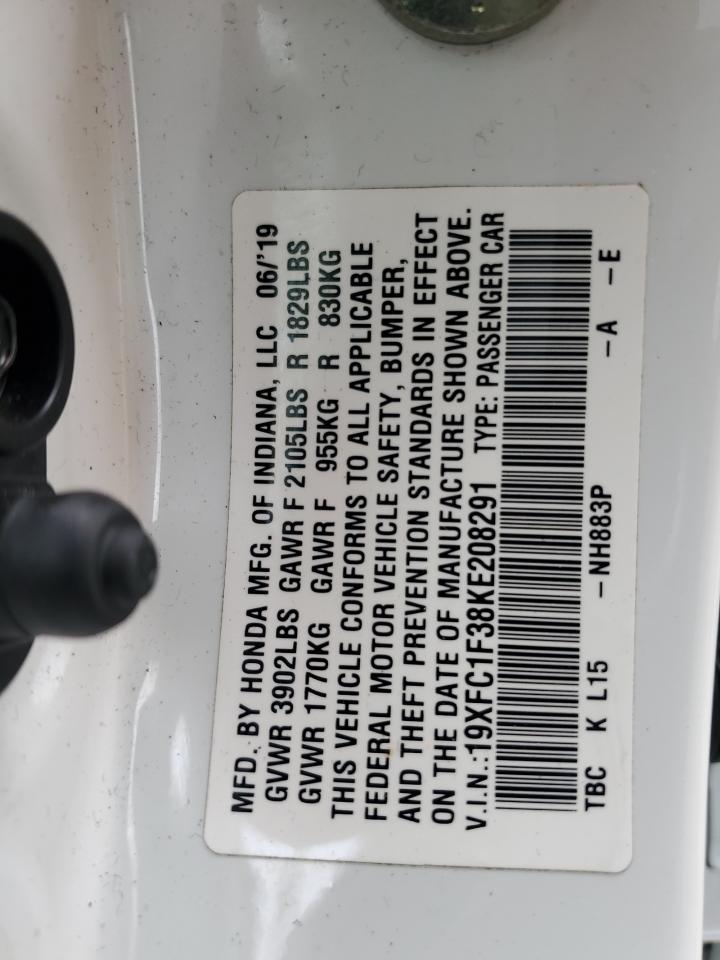 MFD. BY HONDA MFG. OF INDIANA, LLC 06/'19
GVWR 3902LBS GAWR F 2105LBS R 1829LBS
GVWR 1770KG GAWR F 955KG R 830KG
THIS VEHICLE CONFORMS TO ALL APPLICABLE
FEDERAL MOTOR VEHICLE SAFETY, BUMPER,
AND THEFT PREVENTION STANDARDS IN EFFECT
ON THE DATE OF MANUFACTURE SHOWN ABOVE.
V.I.N.:19XFC1F38KE208291 TYPE: PASSENGER CAR
TBC K L15 -NH883P -A -E